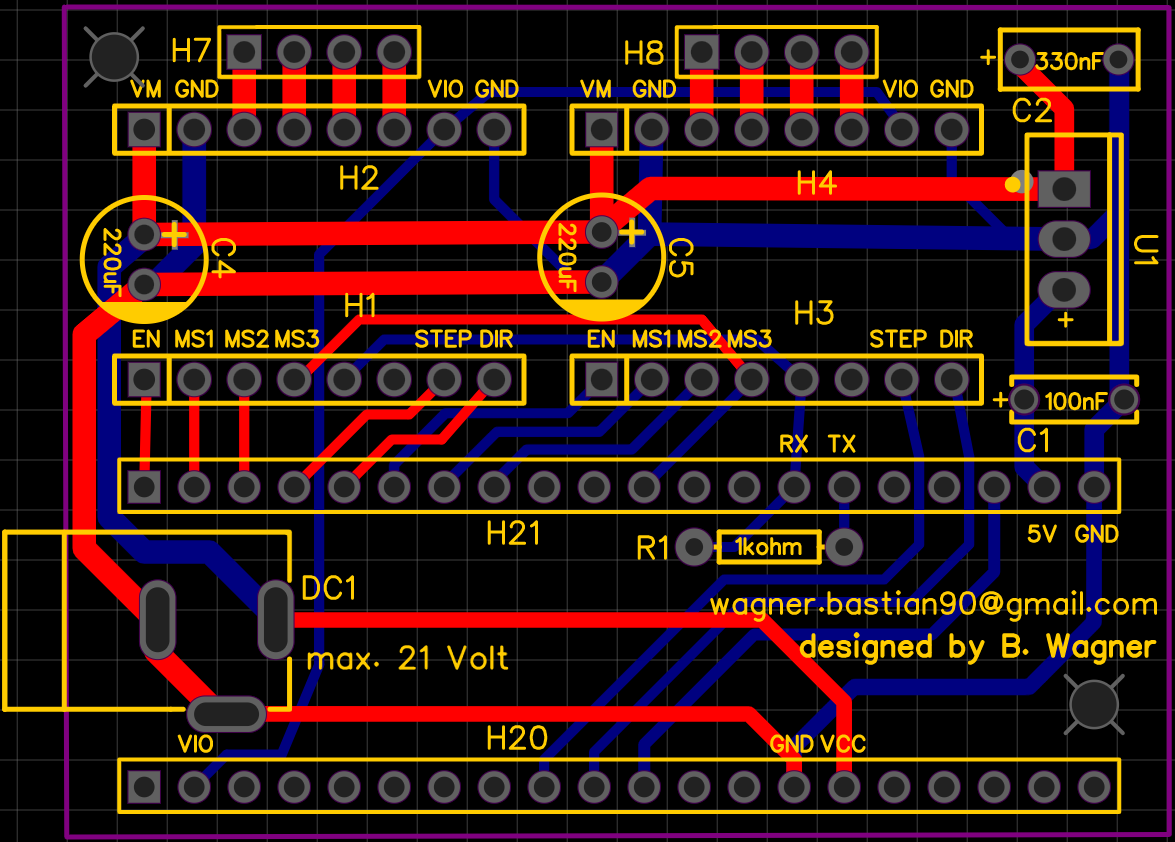 H7 H8 +330nF
VM GND VIO GND VM GND VIO GND C2
H2 H4
+ C4 220uF + C5 220uF U1
H1 H3 +
EN MS1 MS2 MS3 STEP DIR EN MS1 MS2 MS3 STEP DIR
+100nF
RX TX C1
H21 R1 1kohm 5V GND
DC1 wagner.bastian90@gmail.com
max. 21 Volt designed by B. Wagner
VIO H20 GND VCC